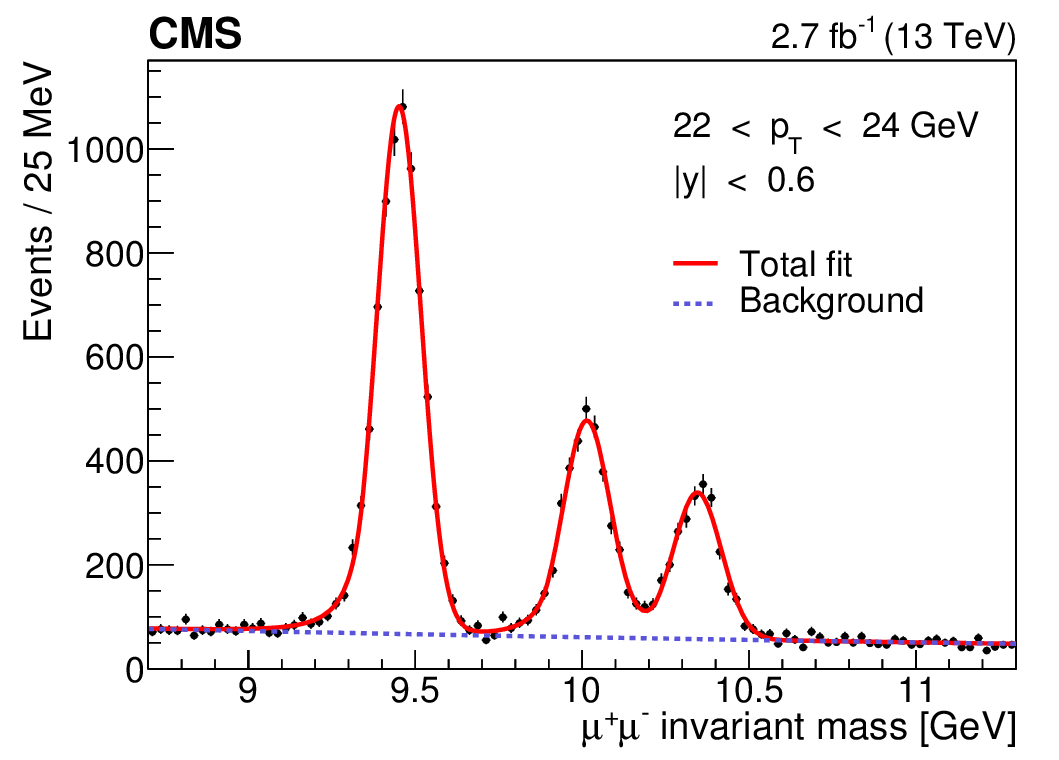 CMS
2.7 fb⁻¹ (13 TeV)
Events / 25 MeV
22 < p_T < 24 GeV
|y| < 0.6
Total fit
Background
1000
800
600
400
200
0
9
9.5
10
10.5
11
μ⁺μ⁻ invariant mass [GeV]